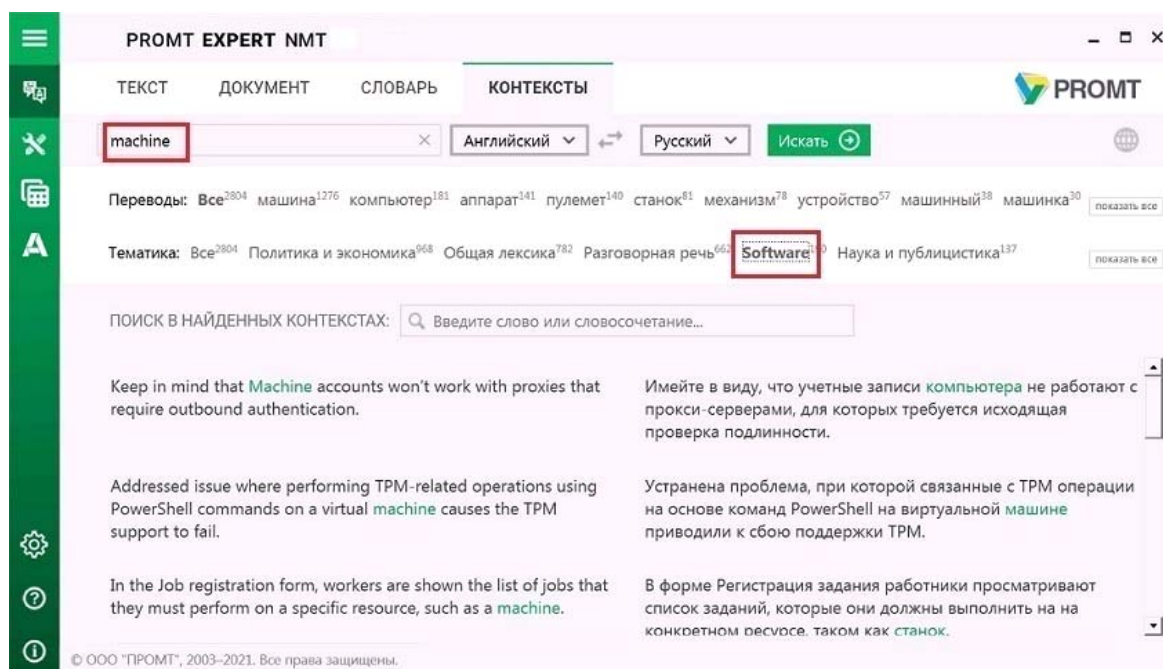 PROMT EXPERT NMT
ТЕКСТ ДОКУМЕНТ СЛОВАРЬ КОНТЕКСТЫ PROMT
machine Английский Русский Искать
Переводы: Все2804 машина1276 компьютер181 аппарат141 пулемет140 станок81 механизм78 устройство57 машинный38 машинка30 показать все
Тематика: Все2804 Политика и экономика968 Общая лексика782 Разговорная речь662 Software Наука и публицистика137 показать все
ПОИСК В НАЙДЕННЫХ КОНТЕКСТАХ: Введите слово или словосочетание...
Keep in mind that Machine accounts won't work with proxies that
require outbound authentication.
Имейте в виду, что учетные записи компьютера не работают с
прокси-серверами, для которых требуется исходящая
проверка подлинности.
Addressed issue where performing TPM-related operations using
PowerShell commands on a virtual machine causes the TPM
support to fail.
Устранена проблема, при которой связанные с TPM операции
на основе команд PowerShell на виртуальной машине
приводили к сбою поддержки TPM.
In the Job registration form, workers are shown the list of jobs that
they must perform on a specific resource, such as a machine.
В форме Регистрация задания работники просматривают
список заданий, которые они должны выполнить на на
конкретном ресурсе, таком как станок.
© ООО "ПРОМТ", 2003–2021. Все права защищены.